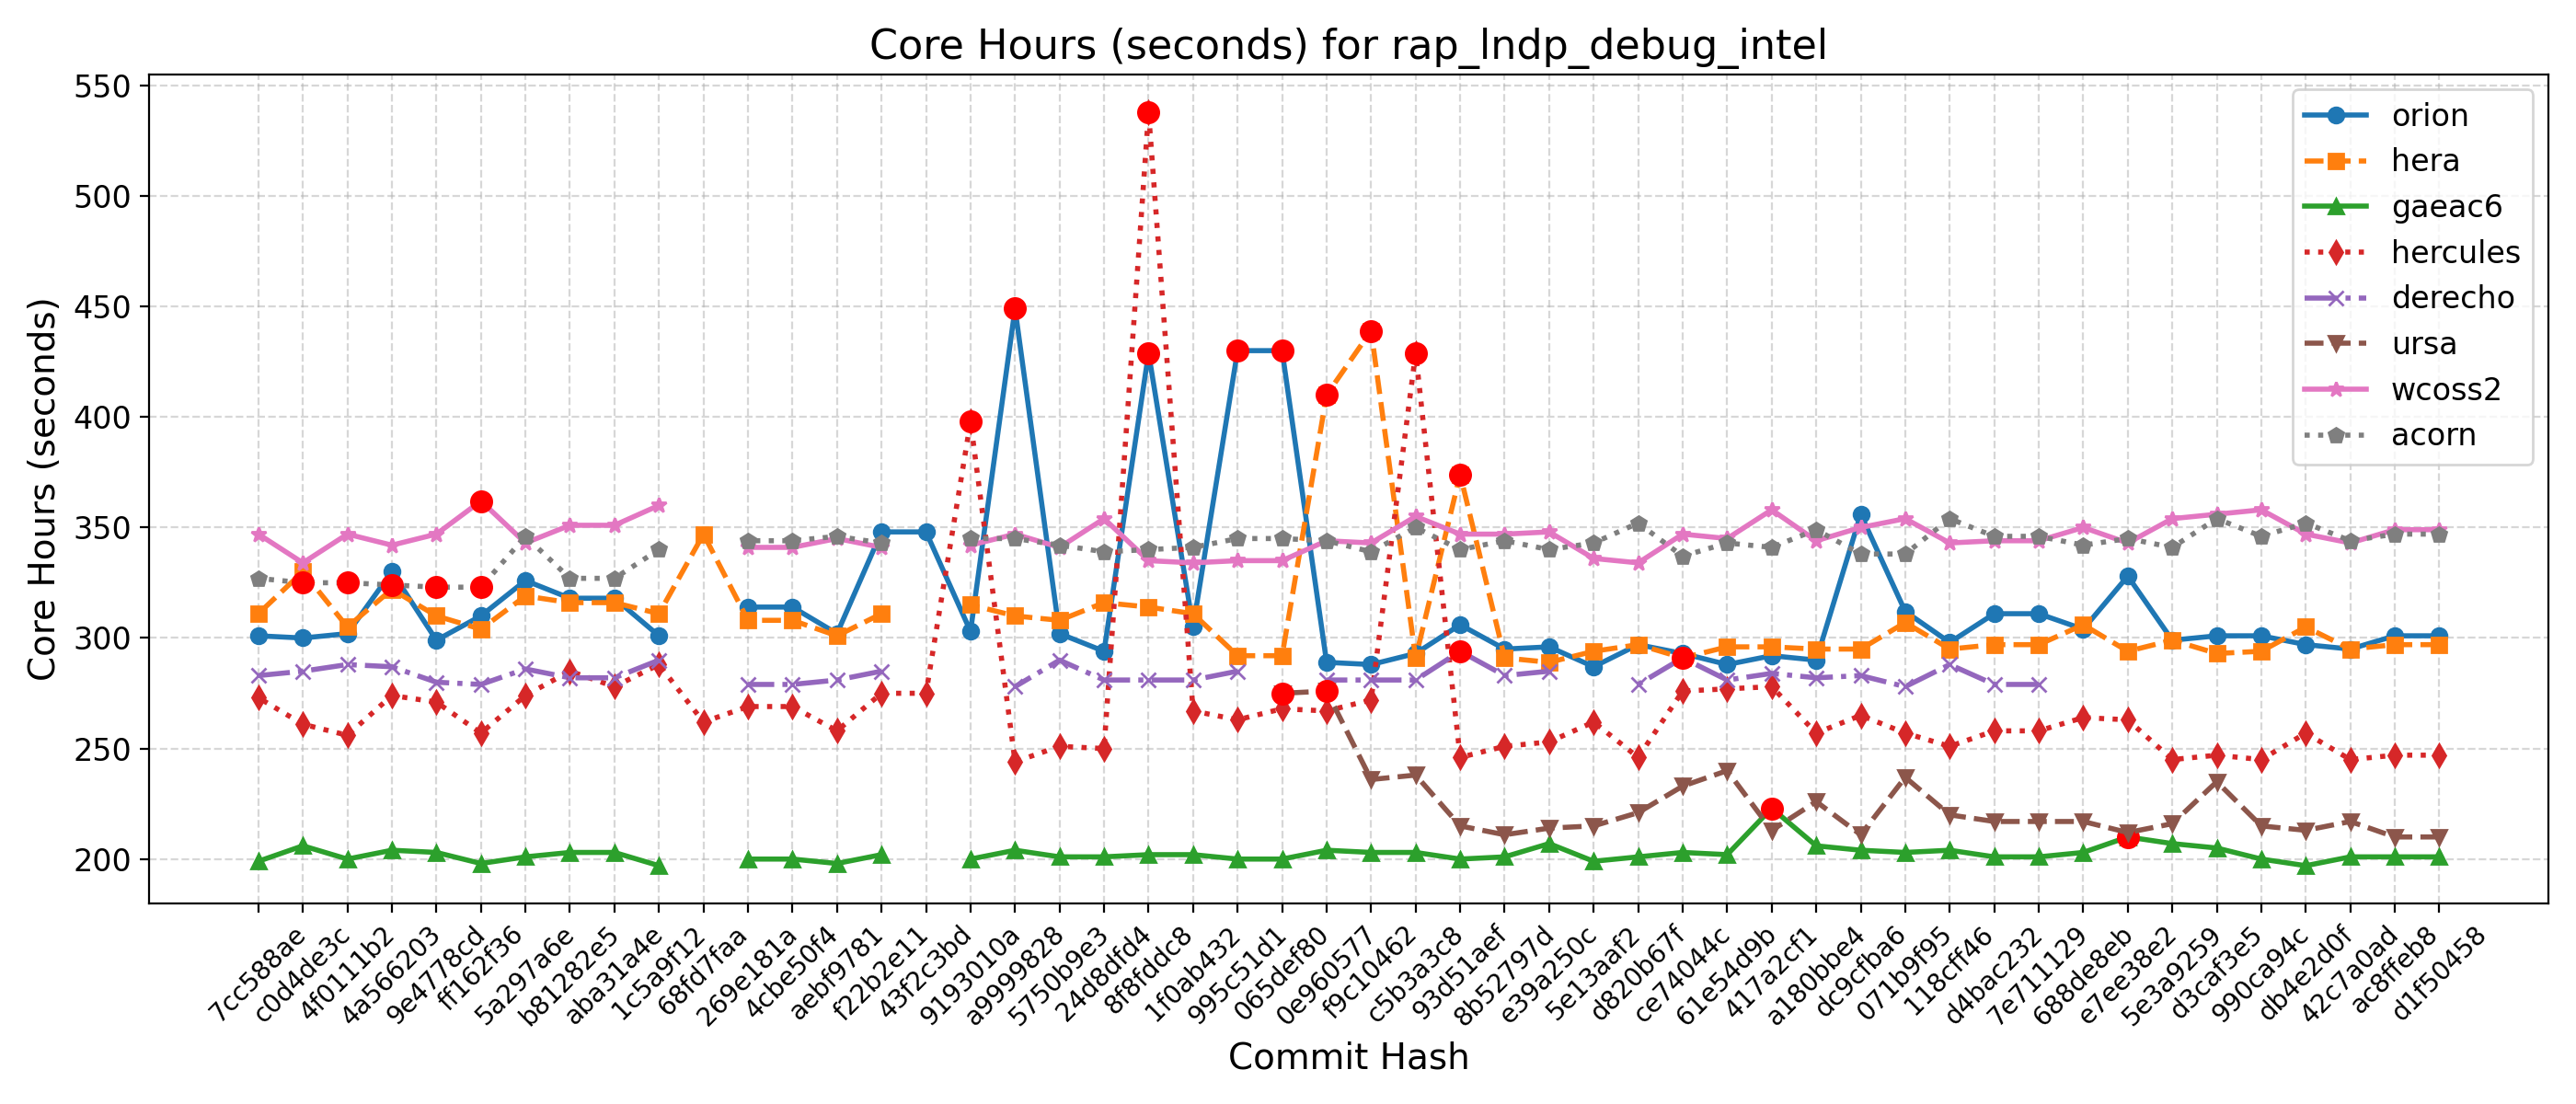 Core Hours (seconds) for rap_lndp_debug_intel
Core Hours (seconds)
550
500
450
400
350
300
250
200
orion
hera
gaeac6
hercules
derecho
ursa
wcoss2
acorn
7cc588ae
c0d4de3c
4f0111b2
4a566203
9e4778cd
ff162f36
5a297a6e
b81282e5
aba31a4e
1c5a9f12
68fd7faa
269e181a
4cbe50f4
aebf9781
f22b2e11
43f2c3bd
9193010a
a9999828
5750b9e3
24d8dfd4
8f8fddc8
1f0ab432
995c51d1
065def80
0e960577
f9c10462
c5b3a3c8
93d51aef
8b52797d
e39a250c
5e13aaf2
d820b67f
ce74044c
61e54d9b
417a2cf1
a180bbe4
dc9cfba6
071b9f95
118cff46
d4bac232
7e711129
688de8eb
e7ee38e2
5e3a9259
d3caf3e5
990ca94c
db4e2d0f
42c7a0ad
ac8ffeb8
d1f50458
Commit Hash